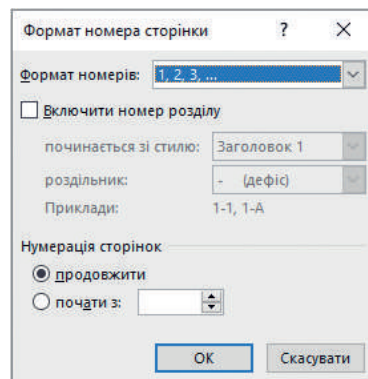 Формат номера сторінки ? ×
Формат номерів: 1, 2, 3, ...
Включити номер розділу
починається зі стилю: Заголовок 1
роздільник: - (дефіс)
Приклади: 1-1, 1-A
Нумерація сторінок
продовжити
почати з:
ОК Скасувати